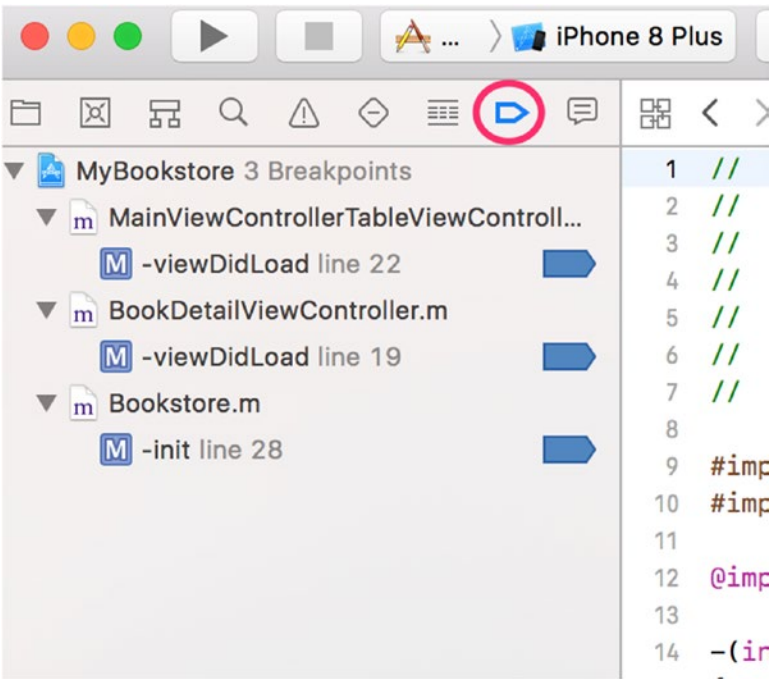 ... iPhone 8 Plus
MyBookstore 3 Breakpoints
m MainViewControllerTableViewControll...
M -viewDidLoad line 22
m BookDetailViewController.m
M -viewDidLoad line 19
m Bookstore.m
M -init line 28
1 //
2 //
3 //
4 //
5 //
6 //
7 //
8
9 #imp
10 #imp
11
12 @imp
13
14 -(in